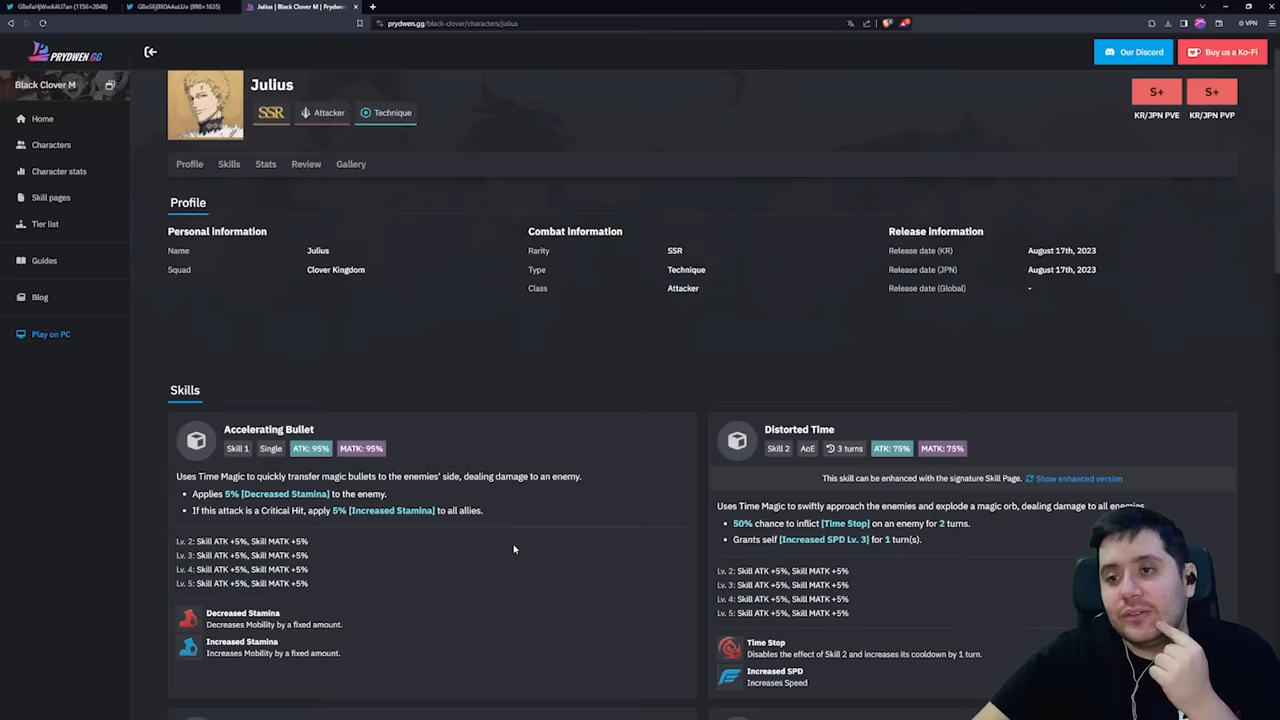 GBoFaHjWwAAU7an (1156×2048)
GBoS6j0XOAAoLUs (990×1635)
Julius | Black Clover M | Prydwen
prydwen.gg/black-clover/characters/julius
VPN
PRYDWEN.GG
Our Discord
Buy us a Ko-Fi
Black Clover M
Home
Characters
Character stats
Skill pages
Tier list
Guides
Blog
Play on PC
Julius
SSR
Attacker
Technique
S+
S+
KR/JPN PVE
KR/JPN PVP
Profile
Skills
Stats
Review
Gallery
Profile
Personal information
Name Julius
Squad Clover Kingdom
Combat information
Rarity SSR
Type Technique
Class Attacker
Release information
Release date (KR) August 17th, 2023
Release date (JPN) August 17th, 2023
Release date (Global) -
Skills
Accelerating Bullet
Skill 1 Single ATK: 95% MATK: 95%
Uses Time Magic to quickly transfer magic bullets to the enemies' side, dealing damage to an enemy.
• Applies 5% [Decreased Stamina] to the enemy.
• If this attack is a Critical Hit, apply 5% [Increased Stamina] to all allies.
Lv. 2: Skill ATK +5%, Skill MATK +5%
Lv. 3: Skill ATK +5%, Skill MATK +5%
Lv. 4: Skill ATK +5%, Skill MATK +5%
Lv. 5: Skill ATK +5%, Skill MATK +5%
Decreased Stamina
Decreases Mobility by a fixed amount.
Increased Stamina
Increases Mobility by a fixed amount.
Distorted Time
Skill 2 AoE 3 turns ATK: 75% MATK: 75%
This skill can be enhanced with the signature Skill Page. Show enhanced version
Uses Time Magic to swiftly approach the enemies and explode a magic orb, dealing damage to all enemies.
• 50% chance to inflict [Time Stop] on an enemy for 2 turns.
• Grants self [Increased SPD Lv. 3] for 1 turn(s).
Lv. 2: Skill ATK +5%, Skill MATK +5%
Lv. 3: Skill ATK +5%, Skill MATK +5%
Lv. 4: Skill ATK +5%, Skill MATK +5%
Lv. 5: Skill ATK +5%, Skill MATK +5%
Time Stop
Disables the effect of Skill 2 and increases its cooldown by 1 turn.
Increased SPD
Increases Speed